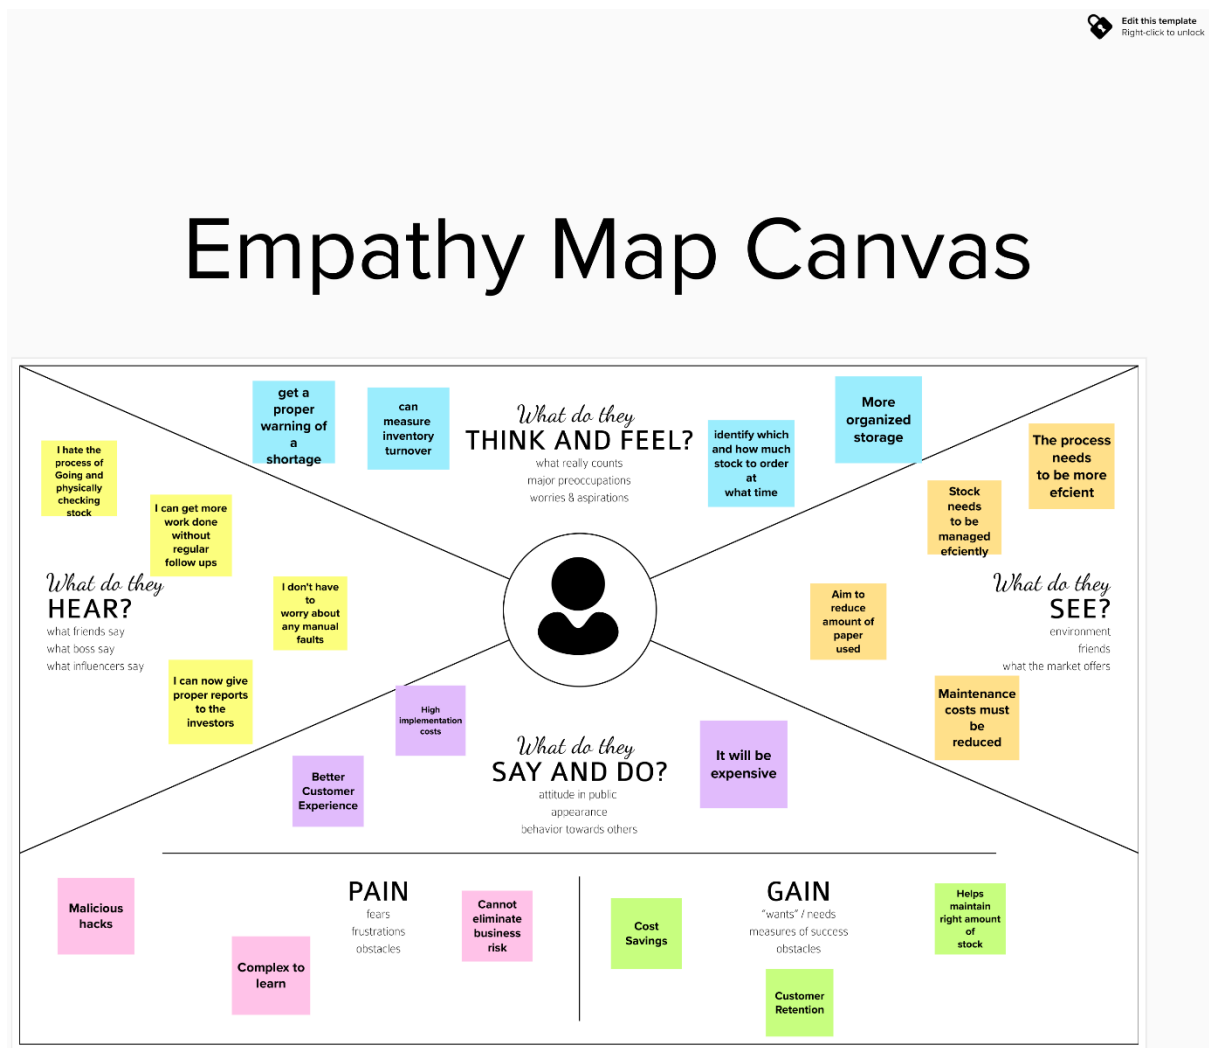 Edit this template
Right-click to unlock
Empathy Map Canvas
get a
proper
warning of
a
shortage
can
measure
inventory
turnover
What do they
THINK AND FEEL?
what really counts
major preoccupations
worries & aspirations
identify which
and how much
stock to order
at
what time
More
organized
storage
I hate the
process of
Going and
physically
checking
stock
I can get more
work done
without
regular
follow ups
What do they
HEAR?
what friends say
what boss say
what influencers say
I don't have
to
worry about
any manual
faults
I can now give
proper reports
to the
investors
The process
needs
to be more
efcient
Stock
needs
to be
managed
efciently
What do they
SEE?
environment
friends
what the market offers
Aim to
reduce
amount of
paper
used
Maintenance
costs must
be
reduced
High
implementation
costs
Better
Customer
Experience
What do they
SAY AND DO?
attitude in public
appearance
behavior towards others
It will be
expensive
PAIN
fears
frustrations
obstacles
Malicious
hacks
Complex to
learn
Cannot
eliminate
business
risk
GAIN
"wants" / needs
measures of success
obstacles
Cost
Savings
Customer
Retention
Helps
maintain
right amount
of
stock